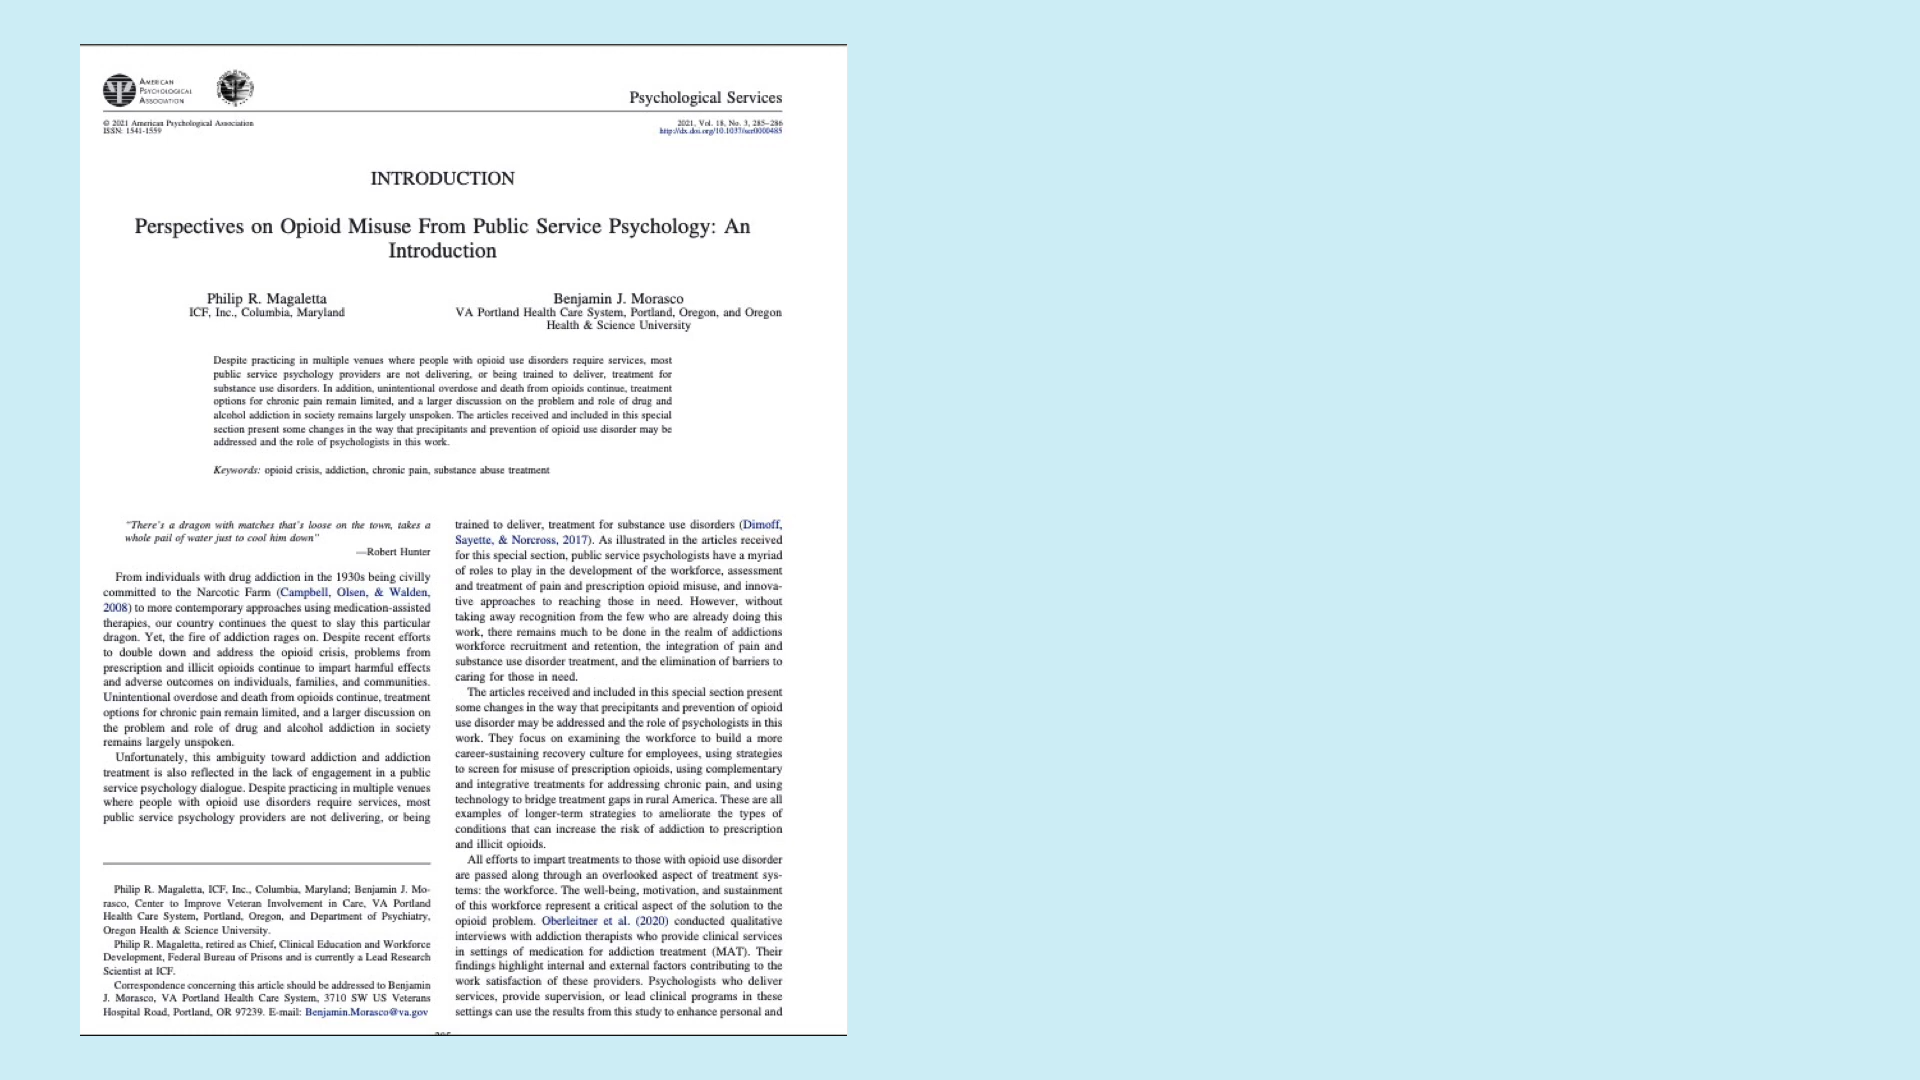 AMERICAN
PSYCHOLOGICAL
ASSOCIATION
Psychological Services
© 2021 American Psychological Association
ISSN: 1541-1559
2021, Vol. 18, No. 3, 285–286
http://dx.doi.org/10.1037/ser0000485
INTRODUCTION
Perspectives on Opioid Misuse From Public Service Psychology: An
Introduction
Philip R. Magaletta
ICF, Inc., Columbia, Maryland
Benjamin J. Morasco
VA Portland Health Care System, Portland, Oregon, and Oregon
Health & Science University
Despite practicing in multiple venues where people with opioid use disorders require services, most
public service psychology providers are not delivering, or being trained to deliver, treatment for
substance use disorders. In addition, unintentional overdose and death from opioids continue, treatment
options for chronic pain remain limited, and a larger discussion on the problem and role of drug and
alcohol addiction in society remains largely unspoken. The articles received and included in this special
section present some changes in the way that precipitants and prevention of opioid use disorder may be
addressed and the role of psychologists in this work.
Keywords: opioid crisis, addiction, chronic pain, substance abuse treatment
"There's a dragon with matches that's loose on the town, takes a
whole pail of water just to cool him down"
—Robert Hunter
From individuals with drug addiction in the 1930s being civilly
committed to the Narcotic Farm (Campbell, Olsen, & Walden,
2008) to more contemporary approaches using medication-assisted
therapies, our country continues the quest to slay this particular
dragon. Yet, the fire of addiction rages on. Despite recent efforts
to double down and address the opioid crisis, problems from
prescription and illicit opioids continue to impart harmful effects
and adverse outcomes on individuals, families, and communities.
Unintentional overdose and death from opioids continue, treatment
options for chronic pain remain limited, and a larger discussion on
the problem and role of drug and alcohol addiction in society
remains largely unspoken.
Unfortunately, this ambiguity toward addiction and addiction
treatment is also reflected in the lack of engagement in a public
service psychology dialogue. Despite practicing in multiple venues
where people with opioid use disorders require services, most
public service psychology providers are not delivering, or being
Philip R. Magaletta, ICF, Inc., Columbia, Maryland; Benjamin J. Mo-
rasco, Center to Improve Veteran Involvement in Care, VA Portland
Health Care System, Portland, Oregon, and Department of Psychiatry,
Oregon Health & Science University.
Philip R. Magaletta, retired as Chief, Clinical Education and Workforce
Development, Federal Bureau of Prisons and is currently a Lead Research
Scientist at ICF.
Correspondence concerning this article should be addressed to Benjamin
J. Morasco, VA Portland Health Care System, 3710 SW US Veterans
Hospital Road, Portland, OR 97239. E-mail: Benjamin.Morasco@va.gov
trained to deliver, treatment for substance use disorders (Dimoff,
Sayette, & Norcross, 2017). As illustrated in the articles received
for this special section, public service psychologists have a myriad
of roles to play in the development of the workforce, assessment
and treatment of pain and prescription opioid misuse, and innova-
tive approaches to reaching those in need. However, without
taking away recognition from the few who are already doing this
work, there remains much to be done in the realm of addictions
workforce recruitment and retention, the integration of pain and
substance use disorder treatment, and the elimination of barriers to
caring for those in need.
The articles received and included in this special section present
some changes in the way that precipitants and prevention of opioid
use disorder may be addressed and the role of psychologists in this
work. They focus on examining the workforce to build a more
career-sustaining recovery culture for employees, using strategies
to screen for misuse of prescription opioids, using complementary
and integrative treatments for addressing chronic pain, and using
technology to bridge treatment gaps in rural America. These are all
examples of longer-term strategies to ameliorate the types of
conditions that can increase the risk of addiction to prescription
and illicit opioids.
All efforts to impart treatments to those with opioid use disorder
are passed along through an overlooked aspect of treatment sys-
tems: the workforce. The well-being, motivation, and sustainment
of this workforce represent a critical aspect of the solution to the
opioid problem. Oberleitner et al. (2020) conducted qualitative
interviews with addiction therapists who provide clinical services
in settings of medication for addiction treatment (MAT). Their
findings highlight internal and external factors contributing to the
work satisfaction of these providers. Psychologists who deliver
services, provide supervision, or lead clinical programs in these
settings can use the results from this study to enhance personal and